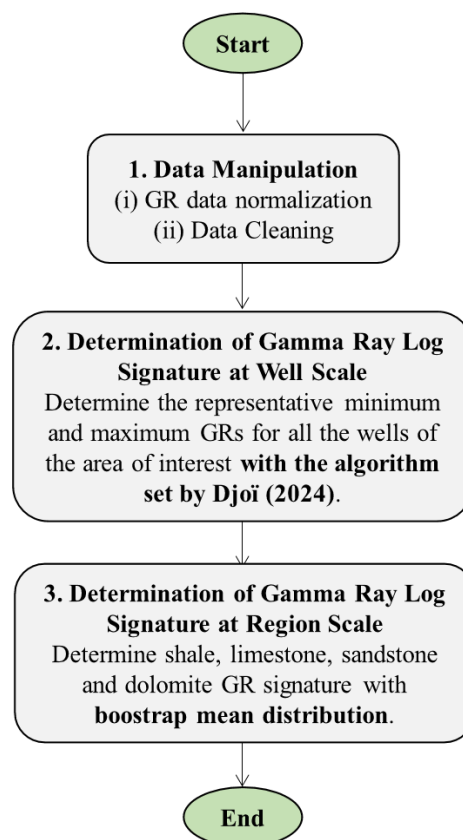 Start
1. Data Manipulation
(i) GR data normalization
(ii) Data Cleaning
2. Determination of Gamma Ray Log
Signature at Well Scale
Determine the representative minimum
and maximum GRs for all the wells of
the area of interest with the algorithm
set by Djoï (2024).
3. Determination of Gamma Ray Log
Signature at Region Scale
Determine shale, limestone, sandstone
and dolomite GR signature with
boostrap mean distribution.
End